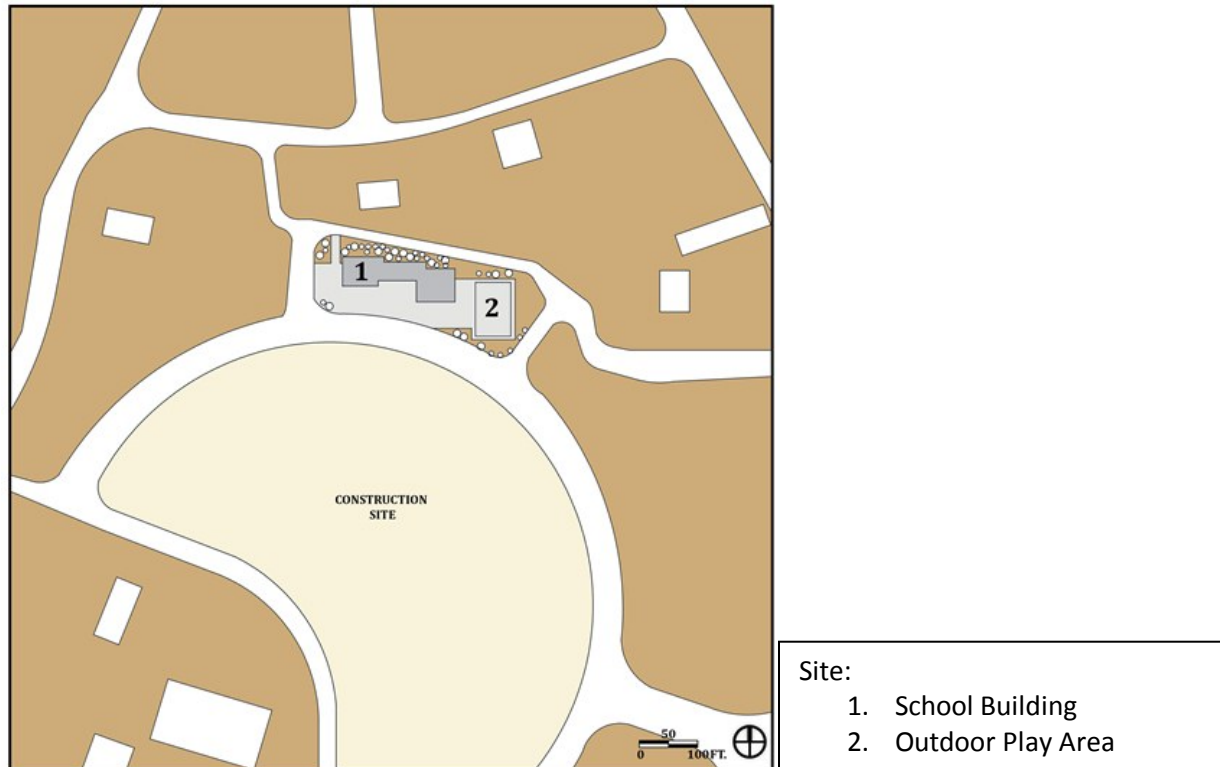 1
2
CONSTRUCTION
SITE
50
0 100FT.
Site:
1. School Building
2. Outdoor Play Area